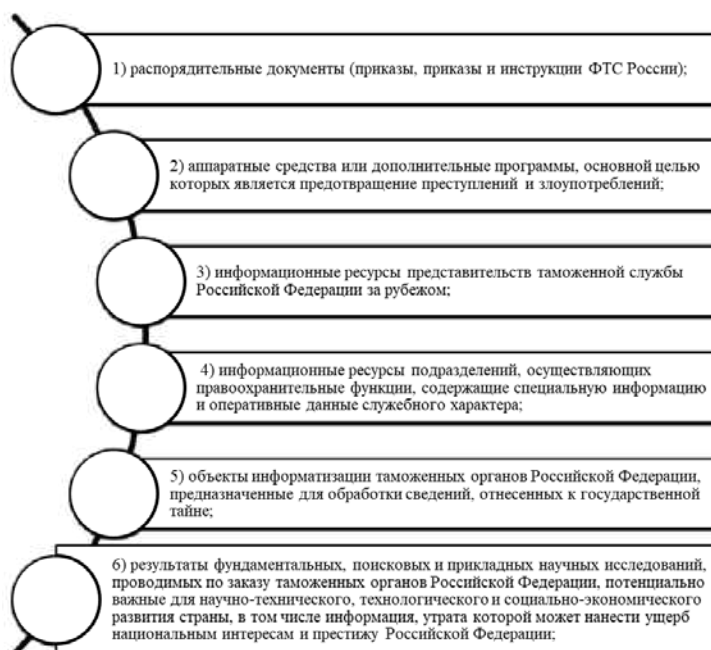 1) распорядительные документы (приказы, приказы и инструкции ФТС России);
2) аппаратные средства или дополнительные программы, основной целью
которых является предотвращение преступлений и злоупотреблений;
3) информационные ресурсы представительств таможенной службы
Российской Федерации за рубежом;
4) информационные ресурсы подразделений, осуществляющих
правоохранительные функции, содержащие специальную информацию
и оперативные данные служебного характера;
5) объекты информатизации таможенных органов Российской Федерации,
предназначенные для обработки сведений, отнесенных к государственной
тайне;
6) результаты фундаментальных, поисковых и прикладных научных исследований,
проводимых по заказу таможенных органов Российской Федерации, потенциально
важные для научно-технического, технологического и социально-экономического
развития страны, в том числе информация, утрата которой может нанести ущерб
национальным интересам и престижу Российской Федерации;